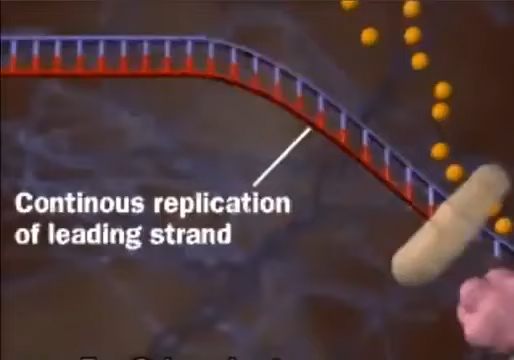 Continous replication
of leading strand